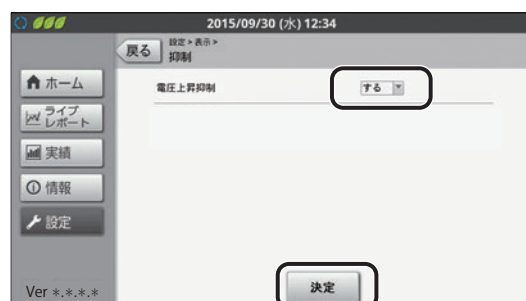 2015/09/30 (水) 12:34
戻る
設定>表示>
抑制
ホーム
電圧上昇抑制
する
ライブ
レポート
実績
情報
設定
決定
Ver *.*.*.*